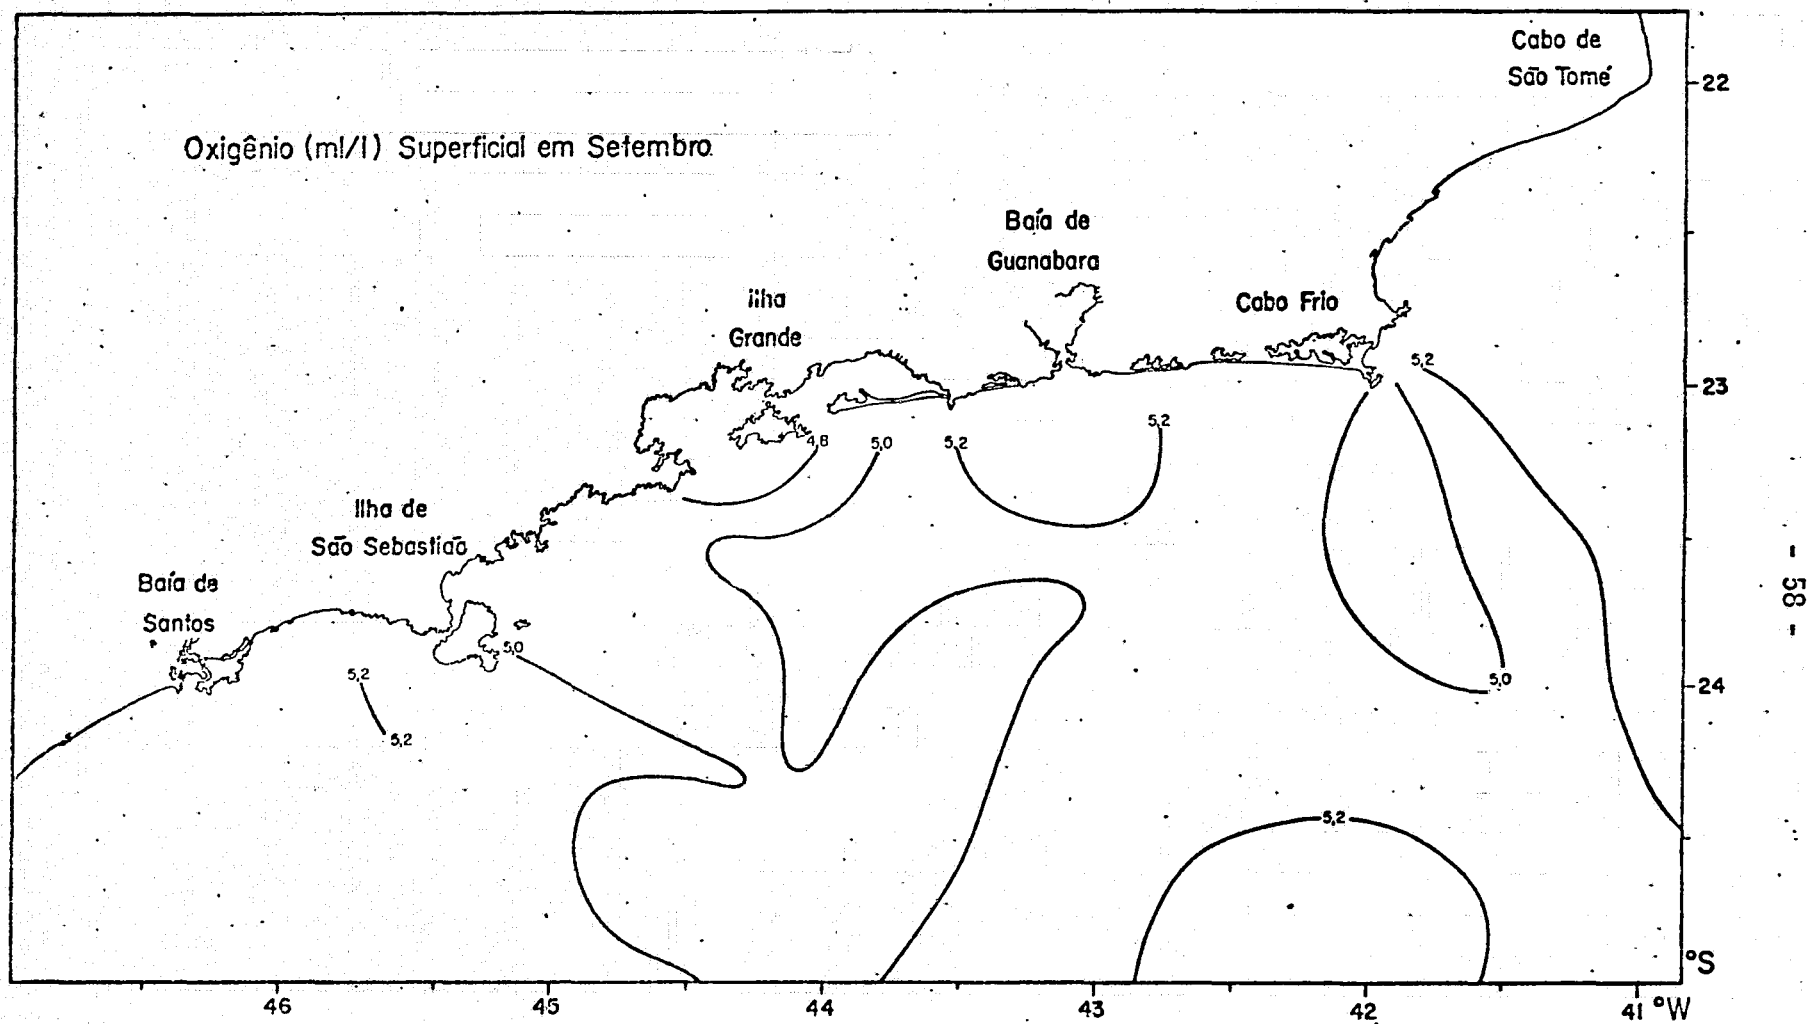 Cabo de
São Tomé
22
Oxigênio (ml/l) Superficial em Setembro.
Baía de
Guanabara
Ilha
Grande
Cabo Frio
5,2
23
4,8
5,0
5,2
5,2
Ilha de
São Sebastião
Baía de
Santos
- 58 -
5,0
5,2
5,0
24
5,2
5,2
°S
46
45
44
43
42
41 °W